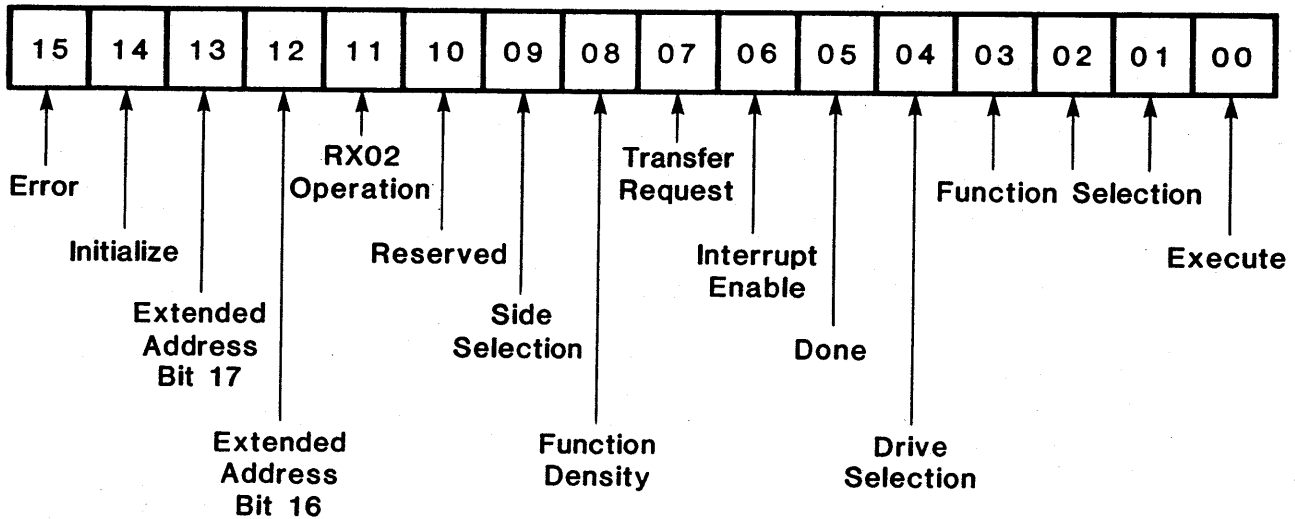 15 14 13 12 11 10 09 08 07 06 05 04 03 02 01 00
Error
Initialize
Extended
Address
Bit 17
Extended
Address
Bit 16
RX02
Operation
Reserved
Side
Selection
Function
Density
Transfer
Request
Interrupt
Enable
Done
Drive
Selection
Function Selection
Execute